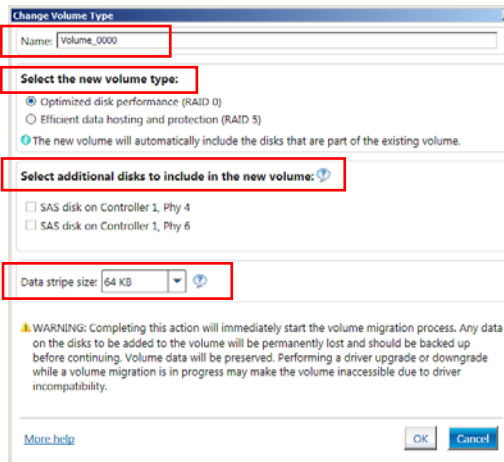 Change Volume Type
Name: Volume_0000
Select the new volume type:
Optimized disk performance (RAID 0)
Efficient data hosting and protection (RAID 5)
The new volume will automatically include the disks that are part of the existing volume.
Select additional disks to include in the new volume: ?
SAS disk on Controller 1, Phy 4
SAS disk on Controller 1, Phy 6
Data stripe size: 64 KB ?
WARNING: Completing this action will immediately start the volume migration process. Any data
on the disks to be added to the volume will be permanently lost and should be backed up
before continuing. Volume data will be preserved. Performing a driver upgrade or downgrade
while a volume migration is in progress may make the volume inaccessible due to driver
incompatibility.
More help OK Cancel